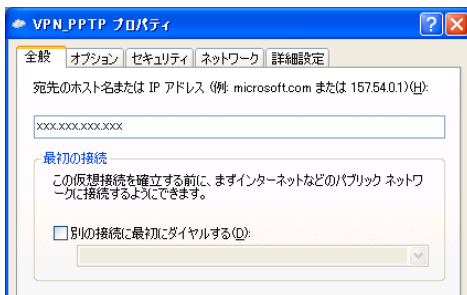 VPN_PPTP プロパティ
全般 オプション セキュリティ ネットワーク 詳細設定
宛先のホスト名または IP アドレス (例: microsoft.com または 157.54.0.1)(H):
xxx.xxx.xxx.xxx
最初の接続
この仮想接続を確立する前に、まずインターネットなどのパブリック ネットワ
ークに接続するようにできます。
別の接続に最初にダイヤルする(D):